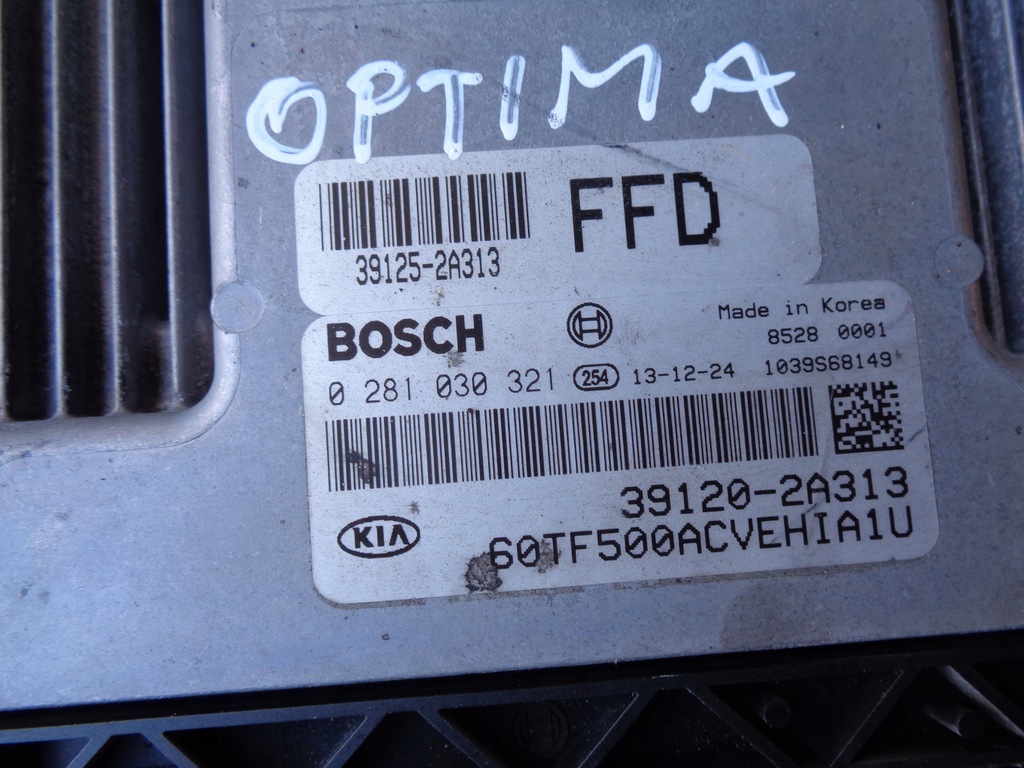 OPTIMA
FFD
39125-2A313
BOSCH
Made in Korea
8528 0001
0 281 030 321 254 13-12-24 1039S68149
39120-2A313
KIA
60TF500ACVEHIA1U